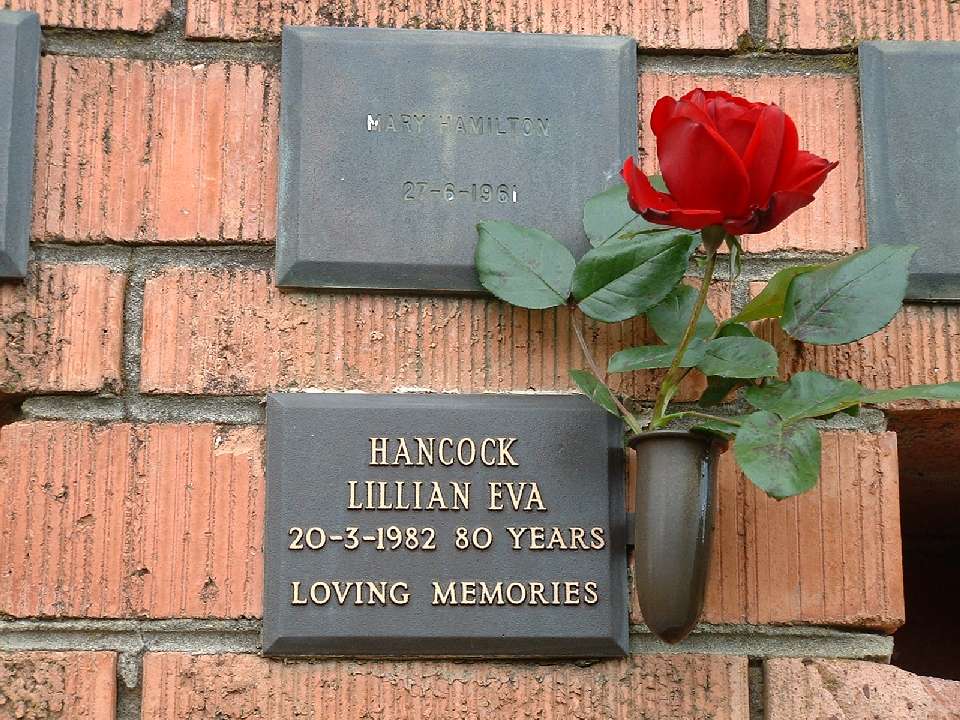 MARY HAMILTON
27-6-1961
HANCOCK
LILLIAN EVA
20-3-1982 80 YEARS
LOVING MEMORIES